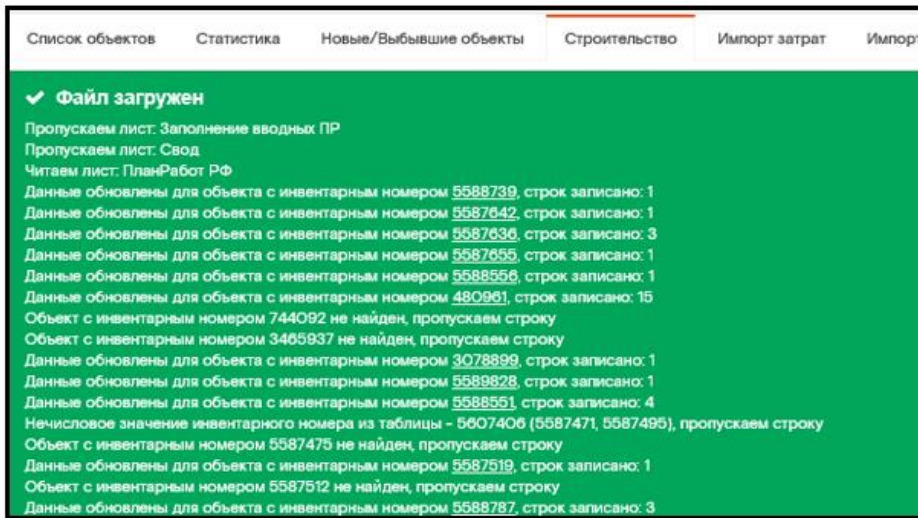 Список объектов Статистика Новые/Выбывшие объекты Строительство Импорт затрат Импорт
✔ Файл загружен
Пропускаем лист: Заполнение вводных ПР
Пропускаем лист: Свод
Читаем лист: ПланРабот РФ
Данные обновлены для объекта с инвентарным номером 5588739, строк записано: 1
Данные обновлены для объекта с инвентарным номером 5587642, строк записано: 1
Данные обновлены для объекта с инвентарным номером 5587636, строк записано: 3
Данные обновлены для объекта с инвентарным номером 5587655, строк записано: 1
Данные обновлены для объекта с инвентарным номером 5588556, строк записано: 1
Данные обновлены для объекта с инвентарным номером 480961, строк записано: 15
Объект с инвентарным номером 744092 не найден, пропускаем строку
Объект с инвентарным номером 3465937 не найден, пропускаем строку
Данные обновлены для объекта с инвентарным номером 3078899, строк записано: 1
Данные обновлены для объекта с инвентарным номером 5589828, строк записано: 1
Данные обновлены для объекта с инвентарным номером 5588551, строк записано: 4
Нечисловое значение инвентарного номера из таблицы - 5607406 (5587471, 5587495), пропускаем строку
Объект с инвентарным номером 5587475 не найден, пропускаем строку
Данные обновлены для объекта с инвентарным номером 5587519, строк записано: 1
Объект с инвентарным номером 5587512 не найден, пропускаем строку
Данные обновлены для объекта с инвентарным номером 5588787, строк записано: 3